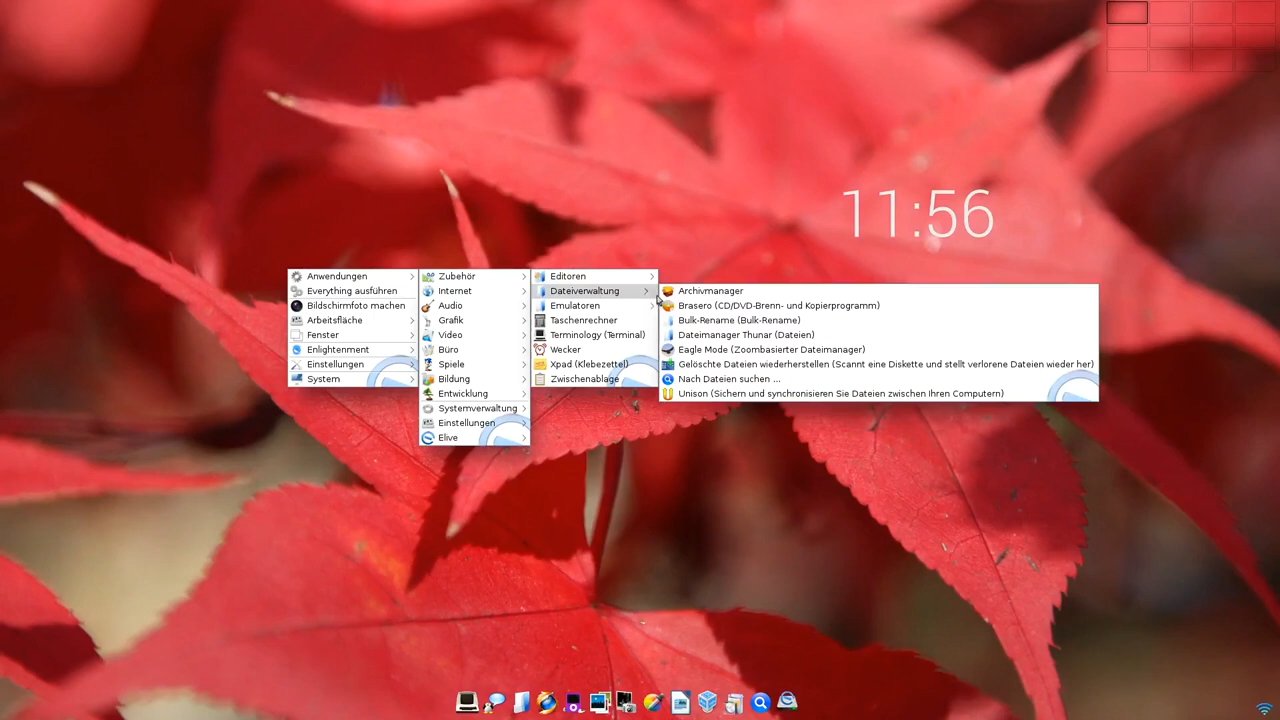 11:56
Anwendungen
Everything ausführen
Bildschirmfoto machen
Arbeitsfläche
Fenster
Enlightenment
Einstellungen
System
Zubehör
Internet
Audio
Grafik
Video
Büro
Spiele
Bildung
Entwicklung
Systemverwaltung
Einstellungen
Elive
Editoren
Dateiverwaltung
Emulatoren
Taschenrechner
Terminology (Terminal)
Wecker
Xpad (Klebezettel)
Zwischenablage
Archivmanager
Brasero (CD/DVD-Brenn- und Kopierprogramm)
Bulk-Rename (Bulk-Rename)
Dateimanager Thunar (Dateien)
Eagle Mode (Zoombasierter Dateimanager)
Gelöschte Dateien wiederherstellen (Scannt eine Diskette und stellt verlorene Dateien wieder her)
Nach Dateien suchen ...
Unison (Sichern und synchronisieren Sie Dateien zwischen Ihren Computern)